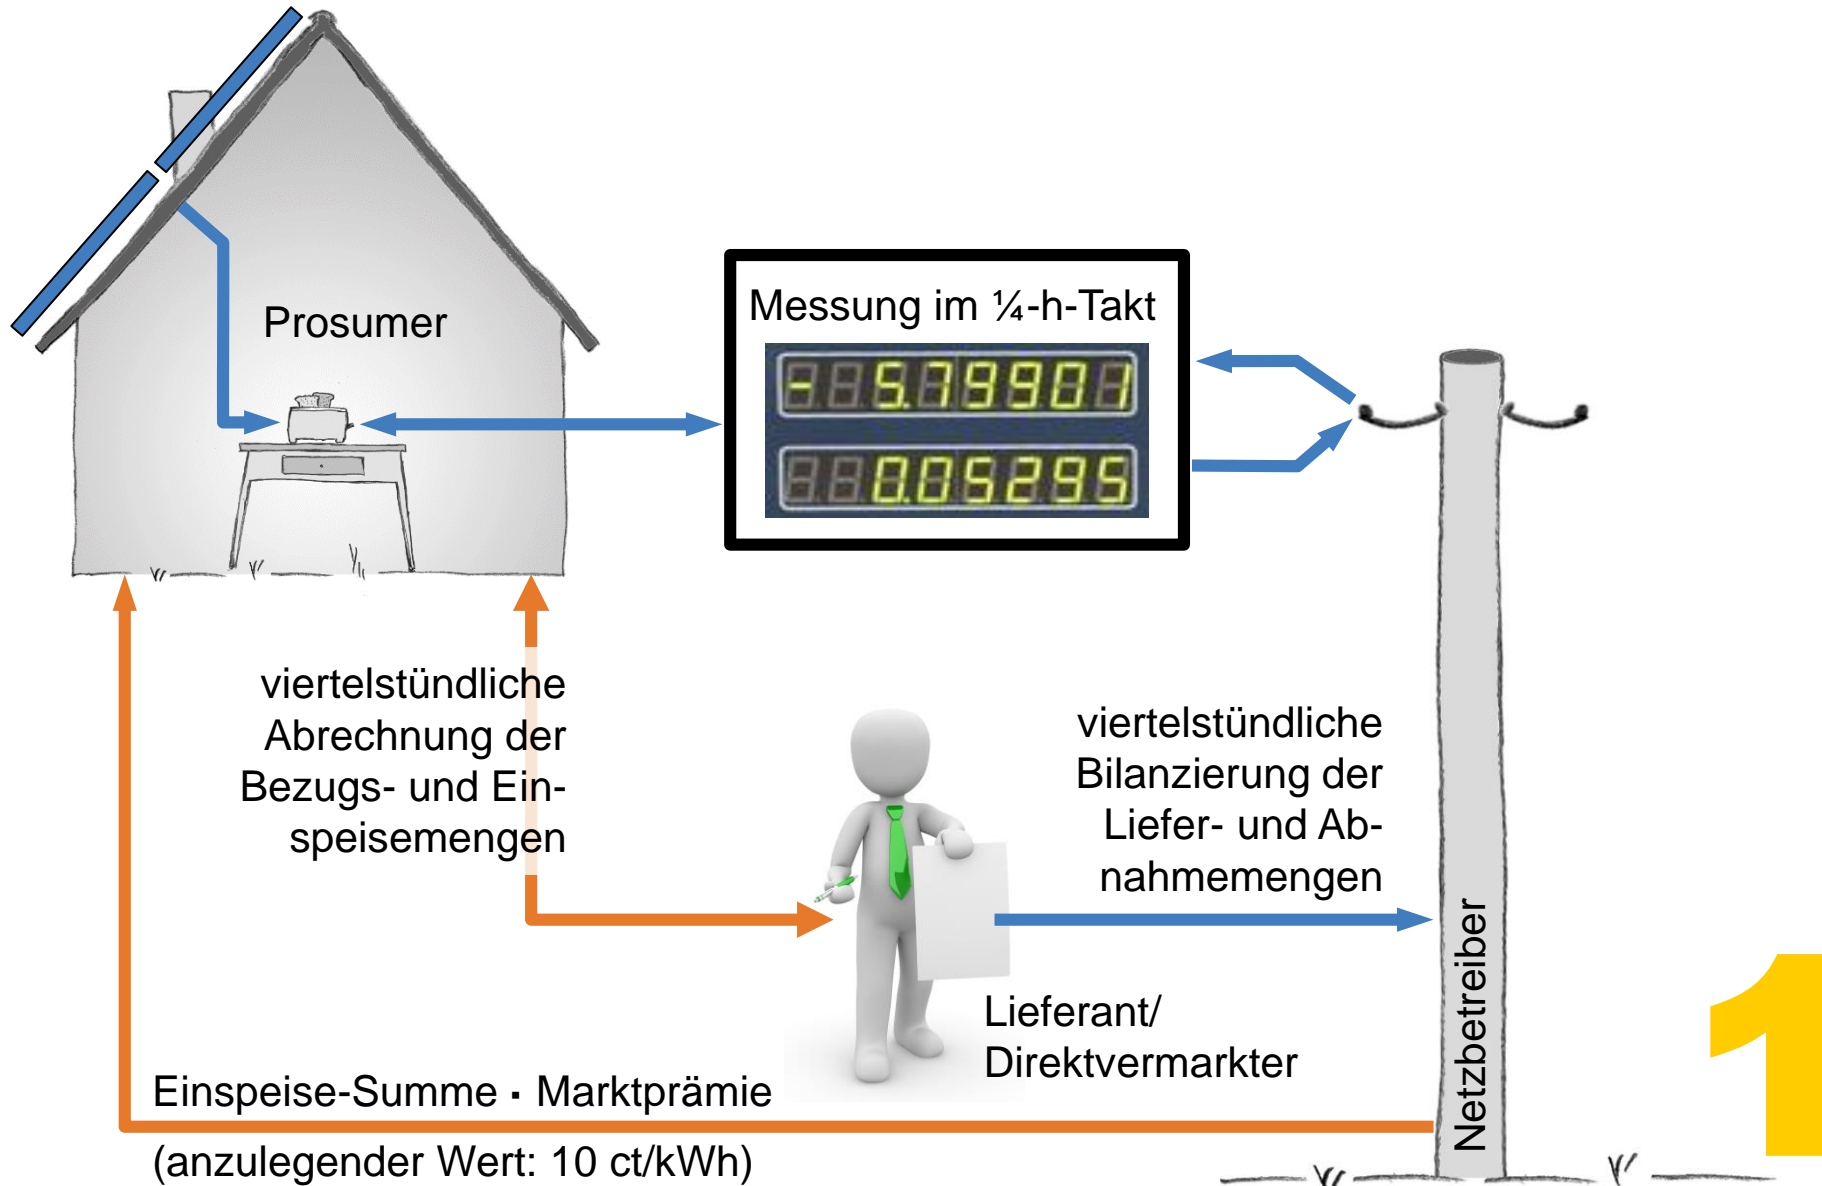 Prosumer
Messung im ¼-h-Takt
- 5.79901
0.05295
viertelstündliche
Abrechnung der
Bezugs- und Ein-
speisemengen
viertelstündliche
Bilanzierung der
Liefer- und Ab-
nahmemengen
Lieferant/
Direktvermarkter
Netzbetreiber
Einspeise-Summe · Marktprämie
(anzulegender Wert: 10 ct/kWh)
1